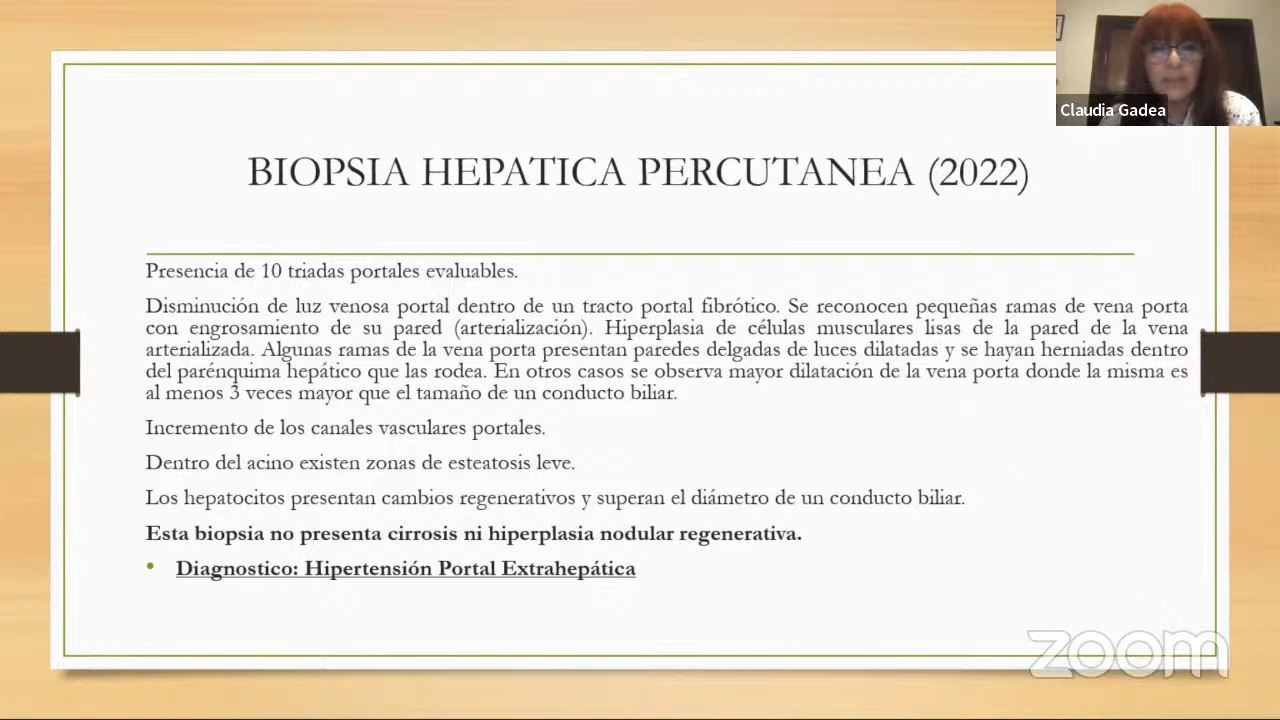 Claudia Gadea
BIOPSIA HEPATICA PERCUTANEA (2022)
Presencia de 10 triadas portales evaluables.
Disminución de luz venosa portal dentro de un tracto portal fibrótico. Se reconocen pequeñas ramas de vena porta
con engrosamiento de su pared (arterialización). Hiperplasia de células musculares lisas de la pared de la vena
arterializada. Algunas ramas de la vena porta presentan paredes delgadas de luces dilatadas y se hayan herniadas dentro
del parénquima hepático que las rodea. En otros casos se observa mayor dilatación de la vena porta donde la misma es
al menos 3 veces mayor que el tamaño de un conducto biliar.
Incremento de los canales vasculares portales.
Dentro del acino existen zonas de esteatosis leve.
Los hepatocitos presentan cambios regenerativos y superan el diámetro de un conducto biliar.
Esta biopsia no presenta cirrosis ni hiperplasia nodular regenerativa.
• Diagnostico: Hipertensión Portal Extrahepática
zoom